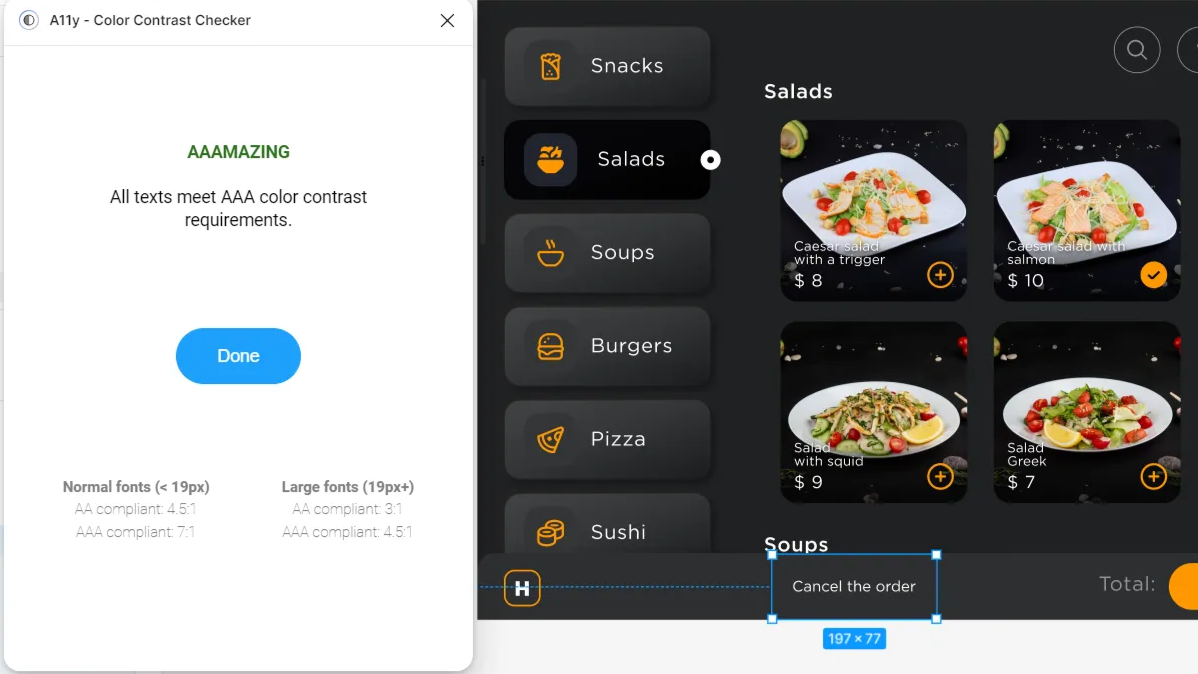 A11y - Color Contrast Checker
AAAMAZING
All texts meet AAA color contrast
requirements.
Done
Normal fonts (< 19px)
AA compliant: 4.5:1
AAA compliant: 7:1
Large fonts (19px+)
AA compliant: 3:1
AAA compliant: 4.5:1
Snacks
Salads
Soups
Burgers
Pizza
Sushi
Salads
Caesar salad
with a trigger
$ 8
Caesar salad with
salmon
$ 10
Salad
with squid
$ 9
Salad
Greek
$ 7
Soups
H
Cancel the order
Total:
197 × 77